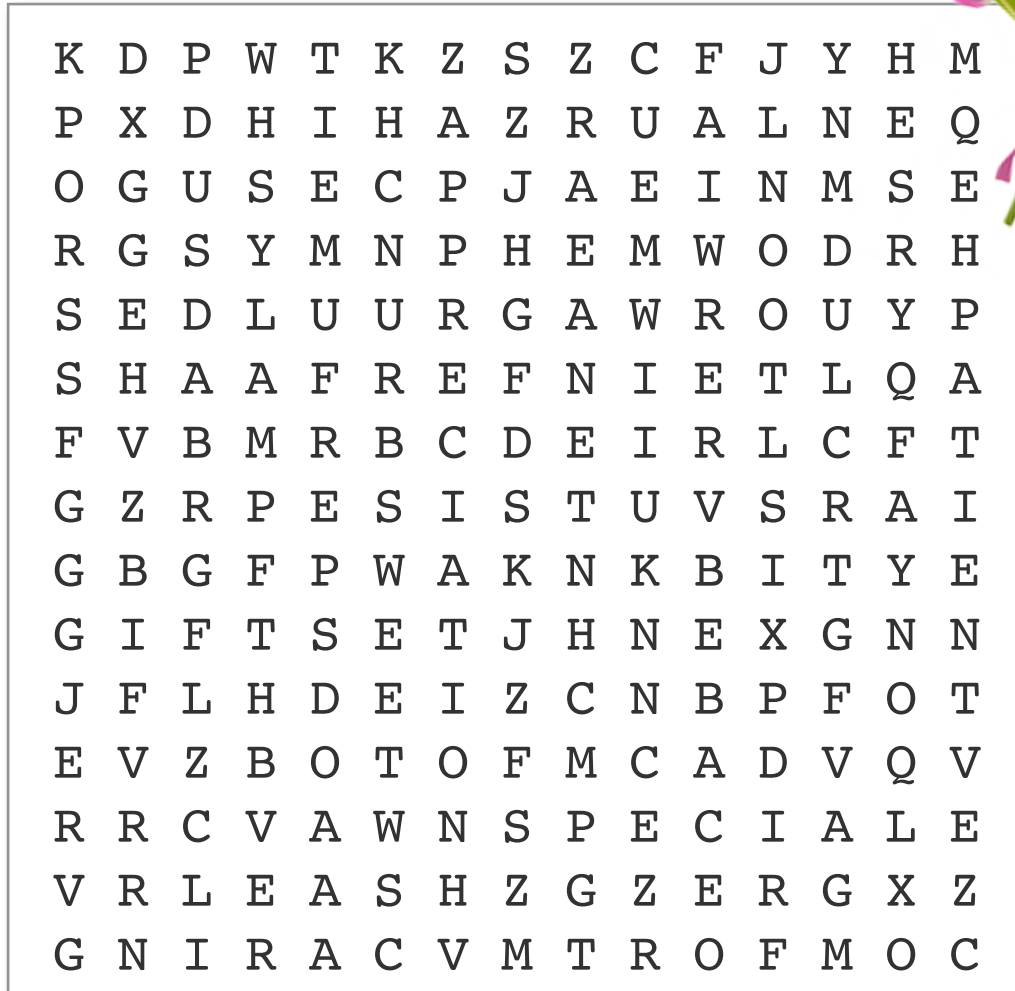 K D P W T K Z S Z C F J Y H M
P X D H I H A Z R U A L N E Q
O G U S E C P J A E I N M S E
R G S Y M N P H E M W O D R H
S E D L U U R G A W R O U Y P
S H A A F R E F N I E T L Q A
F V B M R B C D E I R L C F T
G Z R P E S I S T U V S R A I
G B G F P W A K N K B I T Y E
G I F T S E T J H N E X G N N
J F L H D E I Z C N B P F O T
E V Z B O T O F M C A D V Q V
R R C V A W N S P E C I A L E
V R L E A S H Z G Z E R G X Z
G N I R A C V M T R O F M O C